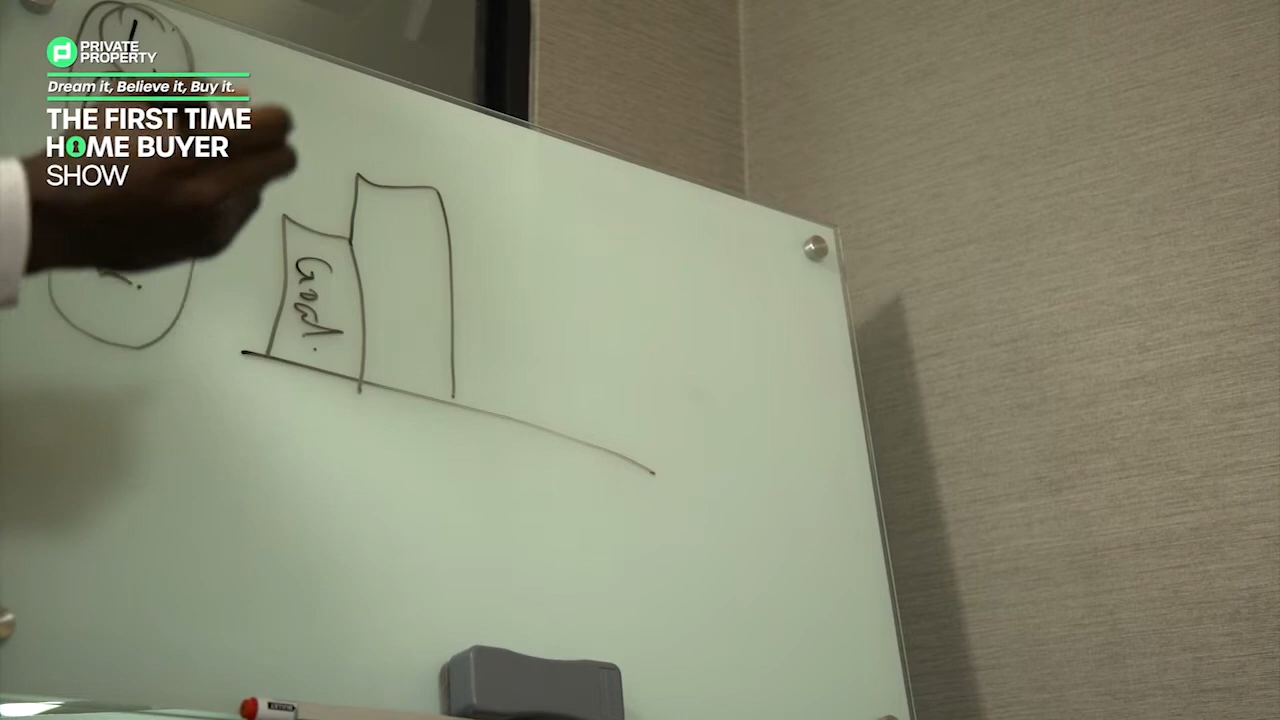 PRIVATE
PROPERTY
Dream it, Believe it, Buy it.
THE FIRST TIME
HOME BUYER
SHOW
Good.